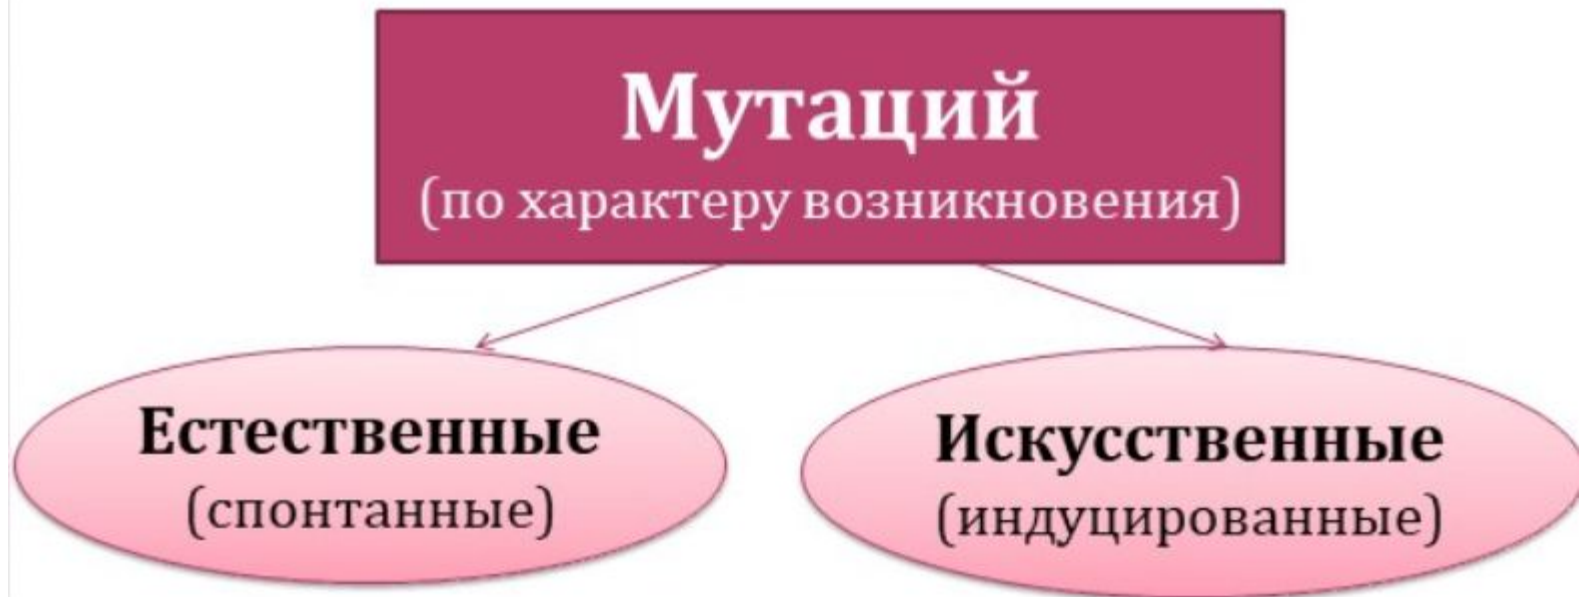 Мутаций
(по характеру возникновения)
Естественные
(спонтанные)
Искусственные
(индуцированные)